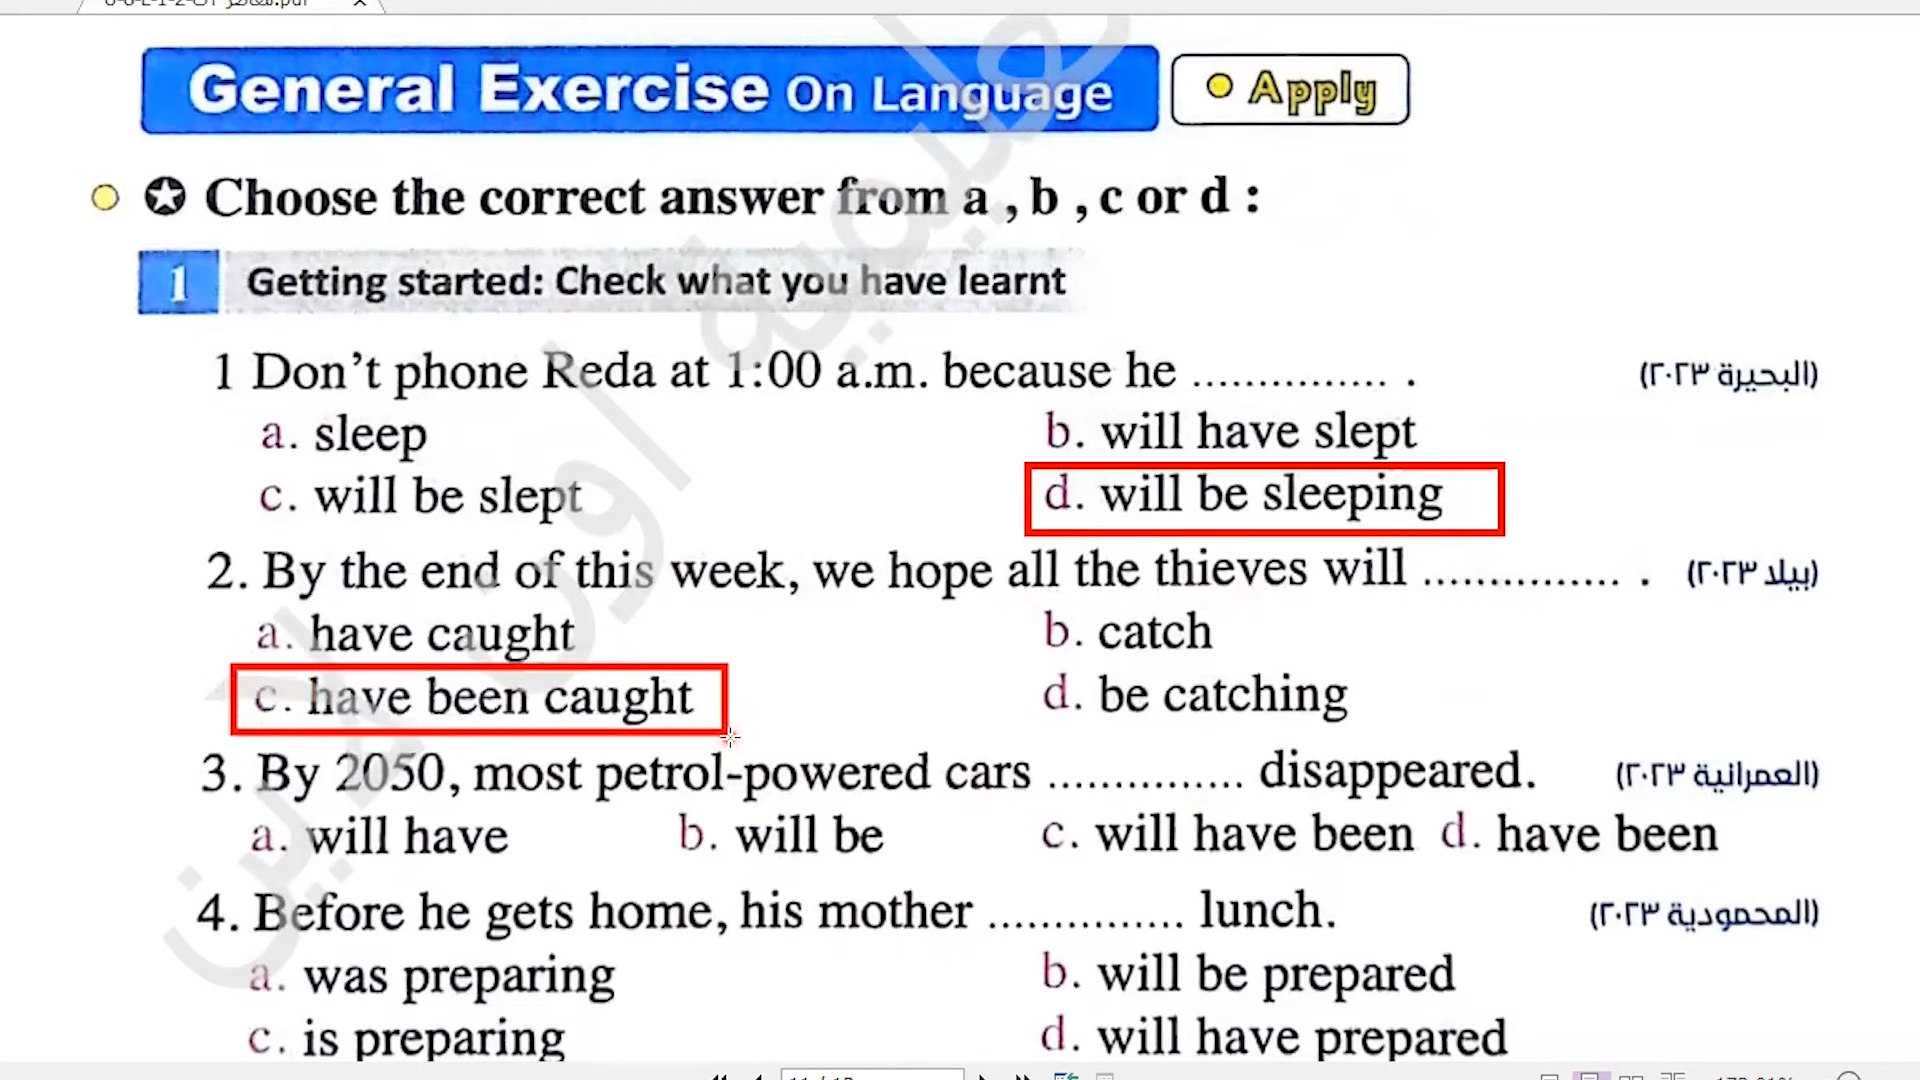 General Exercise On Language
Apply
Choose the correct answer from a , b , c or d :
1 Getting started: Check what you have learnt
1 Don't phone Reda at 1:00 a.m. because he ............... . (البحيرة ٢٠٢٣)
a. sleep b. will have slept
c. will be slept d. will be sleeping
2. By the end of this week, we hope all the thieves will ............... . (بيلا ٢٠٢٣)
a. have caught b. catch
c. have been caught d. be catching
3. By 2050, most petrol-powered cars ............... disappeared. (العمرانية ٢٠٢٣)
a. will have b. will be c. will have been d. have been
4. Before he gets home, his mother ............... lunch. (المحمودية ٢٠٢٣)
a. was preparing b. will be prepared
c. is preparing d. will have prepared